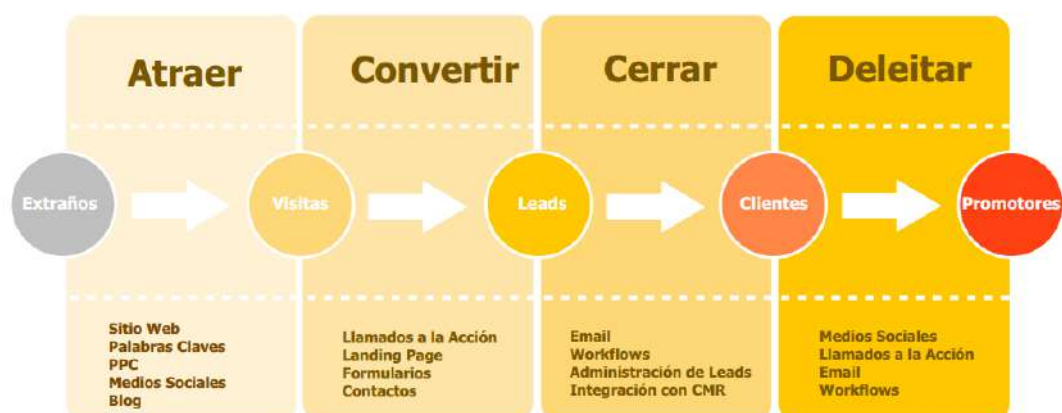 Atraer
Convertir
Cerrar
Deleitar
Extraños
Visitas
Leads
Clientes
Promotores
Sitio Web
Palabras Claves
PPC
Medios Sociales
Blog
Llamados a la Acción
Landing Page
Formularios
Contactos
Email
Workflows
Administración de Leads
Integración con CMR
Medios Sociales
Llamados a la Acción
Email
Workflows